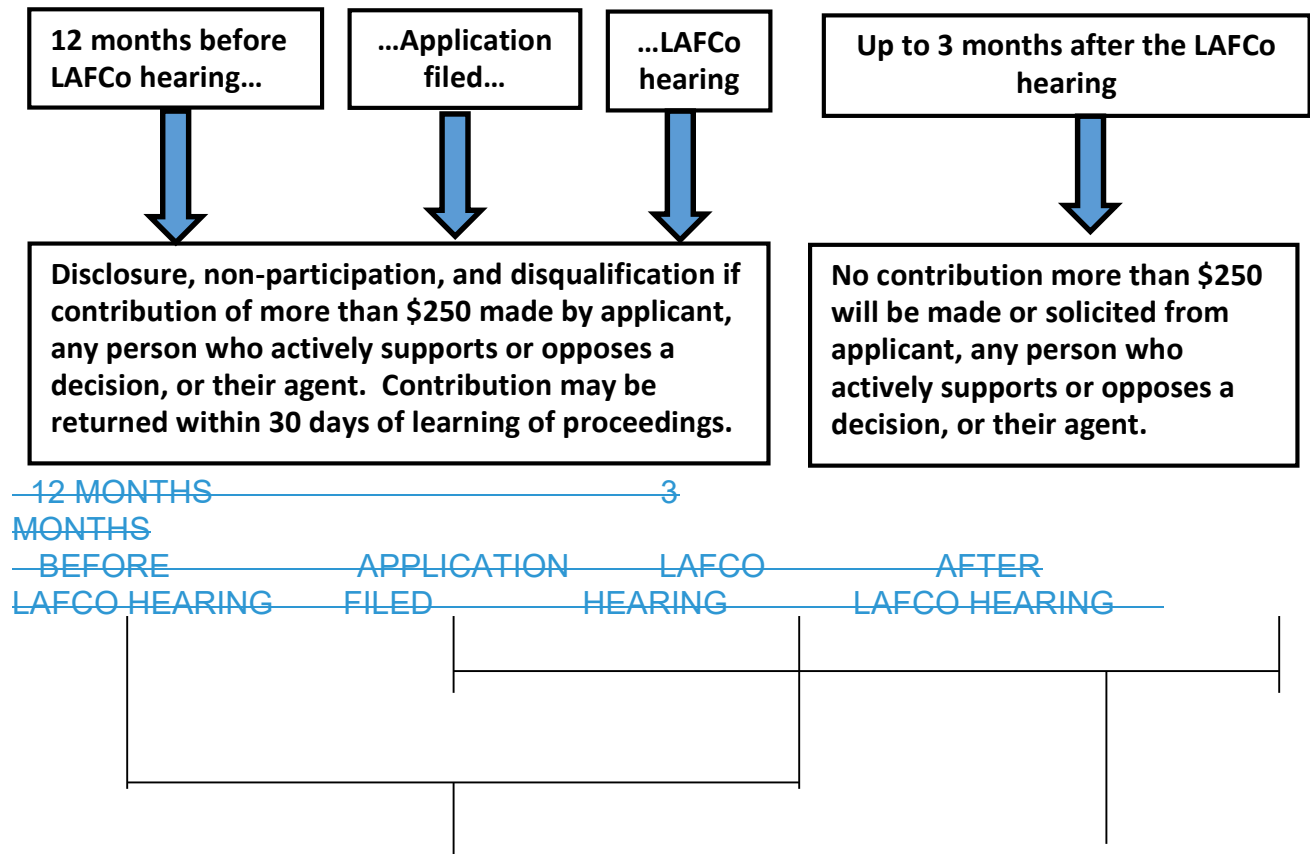 12 months before
LAFCo hearing…
…Application
filed…
…LAFCo
hearing
Up to 3 months after the LAFCo
hearing
Disclosure, non-participation, and disqualification if
contribution of more than $250 made by applicant,
any person who actively supports or opposes a
decision, or their agent.  Contribution may be
returned within 30 days of learning of proceedings.
No contribution more than $250
will be made or solicited from
applicant, any person who
actively supports or opposes a
decision, or their agent.
12 MONTHS 3
MONTHS
BEFORE APPLICATION LAFCO AFTER
LAFCO HEARING FILED HEARING LAFCO HEARING